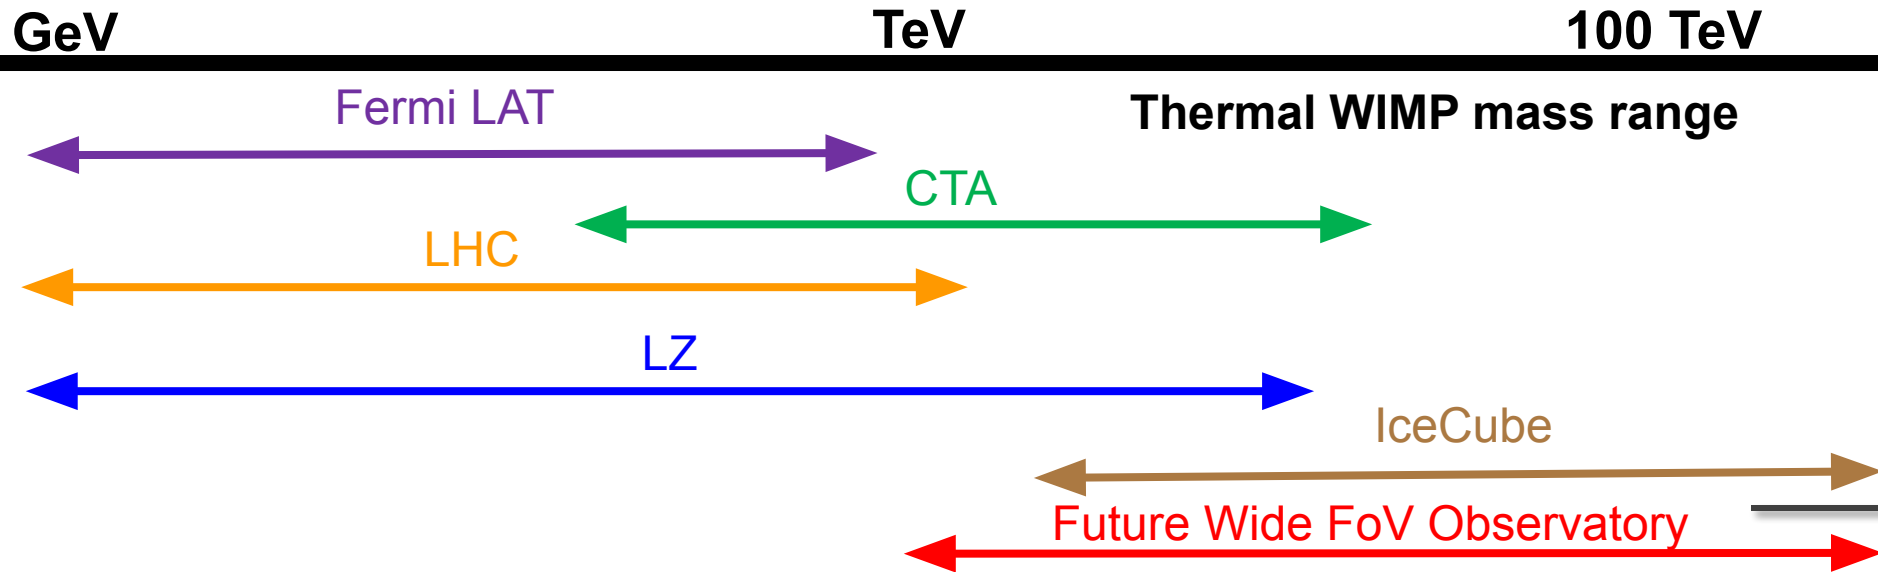 GeV TeV 100 TeV
Fermi LAT
Thermal WIMP mass range
CTA
LHC
LZ
IceCube
Future Wide FoV Observatory